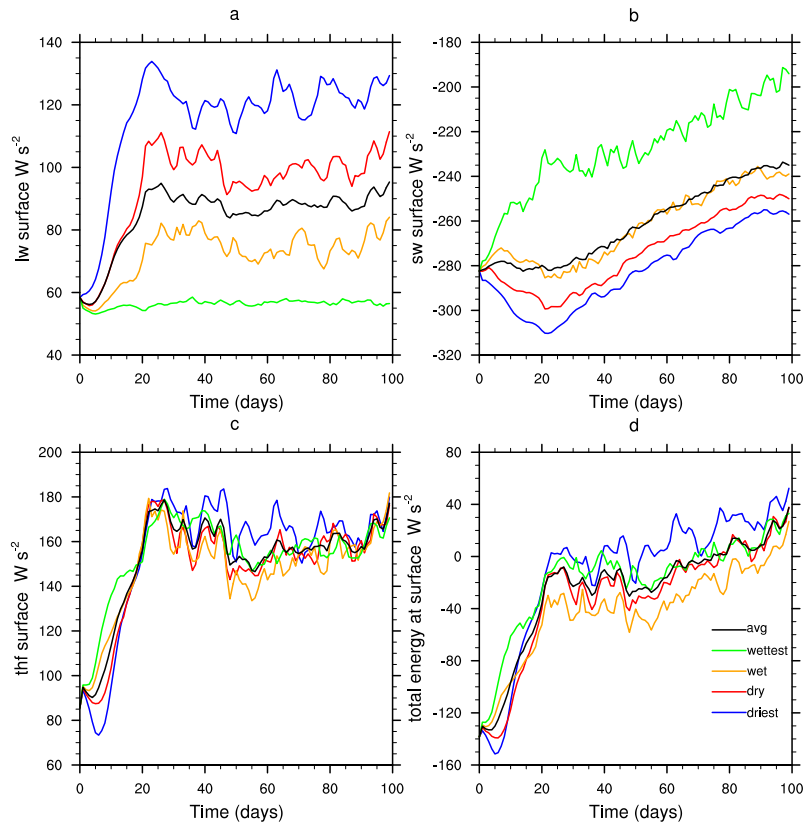 a
140
120
100
80
60
40
lw surface W s⁻²
0 20 40 60 80 100
Time (days)
b
-180
-200
-220
-240
-260
-280
-300
-320
sw surface W s⁻²
0 20 40 60 80 100
Time (days)
c
200
180
160
140
120
100
80
60
thf surface W s⁻²
0 20 40 60 80 100
Time (days)
d
80
40
0
-40
-80
-120
-160
total energy at surface W s⁻²
avg
wettest
wet
dry
driest
0 20 40 60 80 100
Time (days)